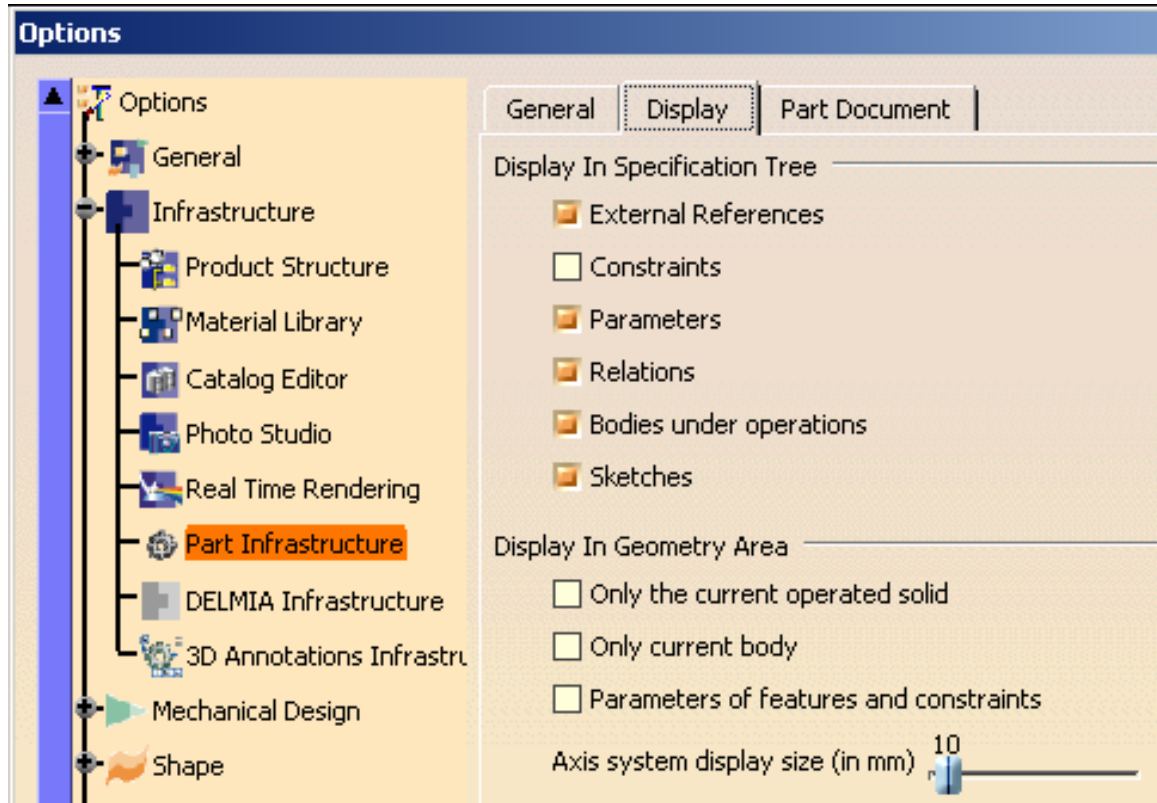 Options
Options
General
Infrastructure
Product Structure
Material Library
Catalog Editor
Photo Studio
Real Time Rendering
Part Infrastructure
DELMIA Infrastructure
3D Annotations Infrastru
Mechanical Design
Shape
General Display Part Document
Display In Specification Tree
External References
Constraints
Parameters
Relations
Bodies under operations
Sketches
Display In Geometry Area
Only the current operated solid
Only current body
Parameters of features and constraints
Axis system display size (in mm) 10